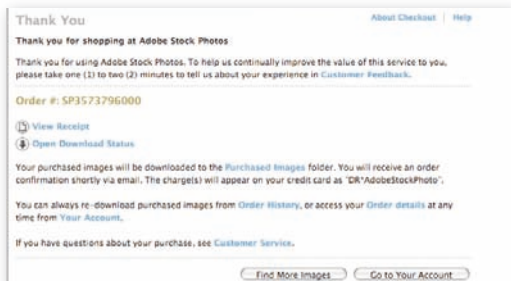 Thank You
About Checkout | Help
Thank you for shopping at Adobe Stock Photos
Thank you for using Adobe Stock Photos. To help us continually improve the value of this service to you,
please take one (1) to two (2) minutes to tell us about your experience in Customer Feedback.
Order #: SP3573796000
View Receipt
Open Download Status
Your purchased images will be downloaded to the Purchased Images folder. You will receive an order
confirmation shortly via email. The charge(s) will appear on your credit card as "DR*AdobeStockPhoto".
You can always re-download purchased images from Order History, or access your Order details at any
time from Your Account.
If you have questions about your purchase, see Customer Service.
Find More Images
Go to Your Account